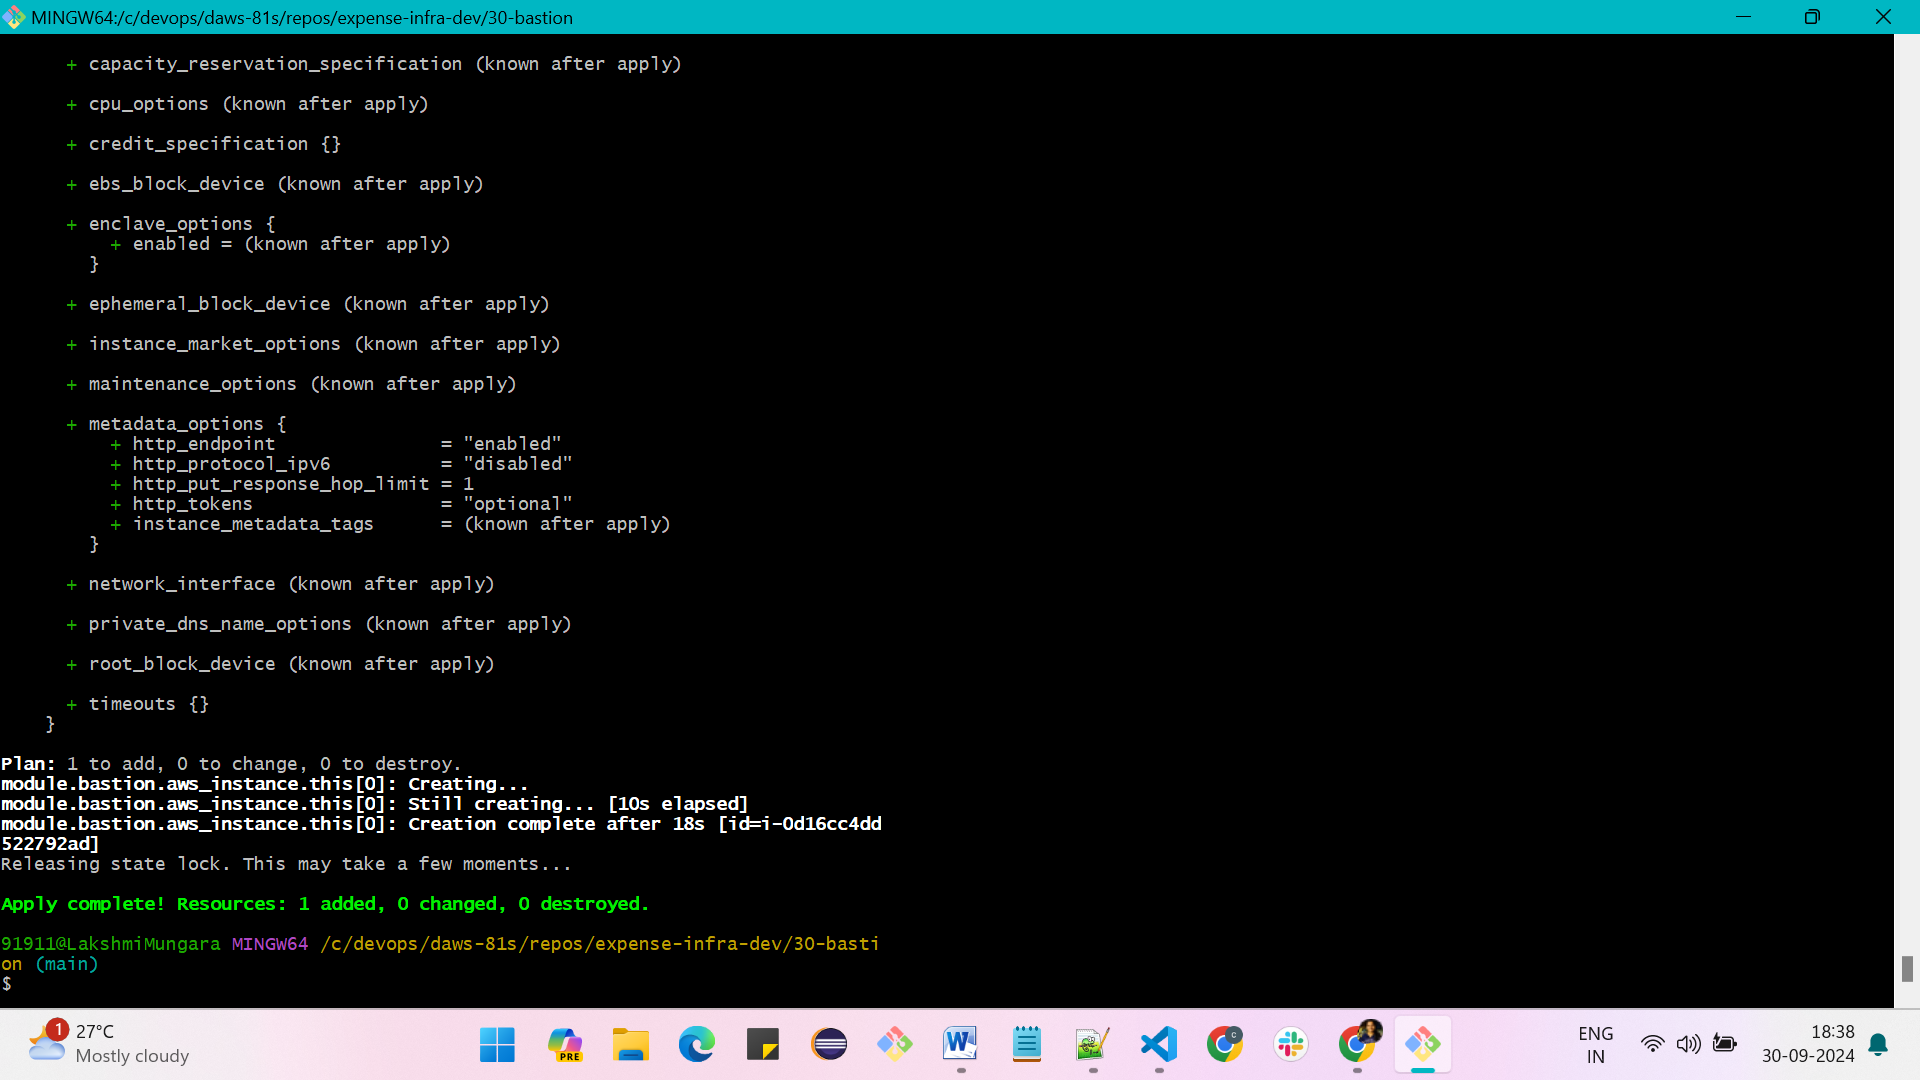 MINGW64:/c/devops/daws-81s/repos/expense-infra-dev/30-bastion
+ capacity_reservation_specification (known after apply)
+ cpu_options (known after apply)
+ credit_specification {}
+ ebs_block_device (known after apply)
+ enclave_options {
+ enabled = (known after apply)
}
+ ephemeral_block_device (known after apply)
+ instance_market_options (known after apply)
+ maintenance_options (known after apply)
+ metadata_options {
+ http_endpoint = "enabled"
+ http_protocol_ipv6 = "disabled"
+ http_put_response_hop_limit = 1
+ http_tokens = "optional"
+ instance_metadata_tags = (known after apply)
}
+ network_interface (known after apply)
+ private_dns_name_options (known after apply)
+ root_block_device (known after apply)
+ timeouts {}
}
Plan: 1 to add, 0 to change, 0 to destroy.
module.bastion.aws_instance.this[0]: Creating...
module.bastion.aws_instance.this[0]: Still creating... [10s elapsed]
module.bastion.aws_instance.this[0]: Creation complete after 18s [id=i-0d16cc4dd
522792ad]
Releasing state lock. This may take a few moments...
Apply complete! Resources: 1 added, 0 changed, 0 destroyed.
91911@LakshmiMungara MINGW64 /c/devops/daws-81s/repos/expense-infra-dev/30-basti
on (main)
$
1
27°C
Mostly cloudy
PRE
W
C
ENG
IN
18:38
30-09-2024